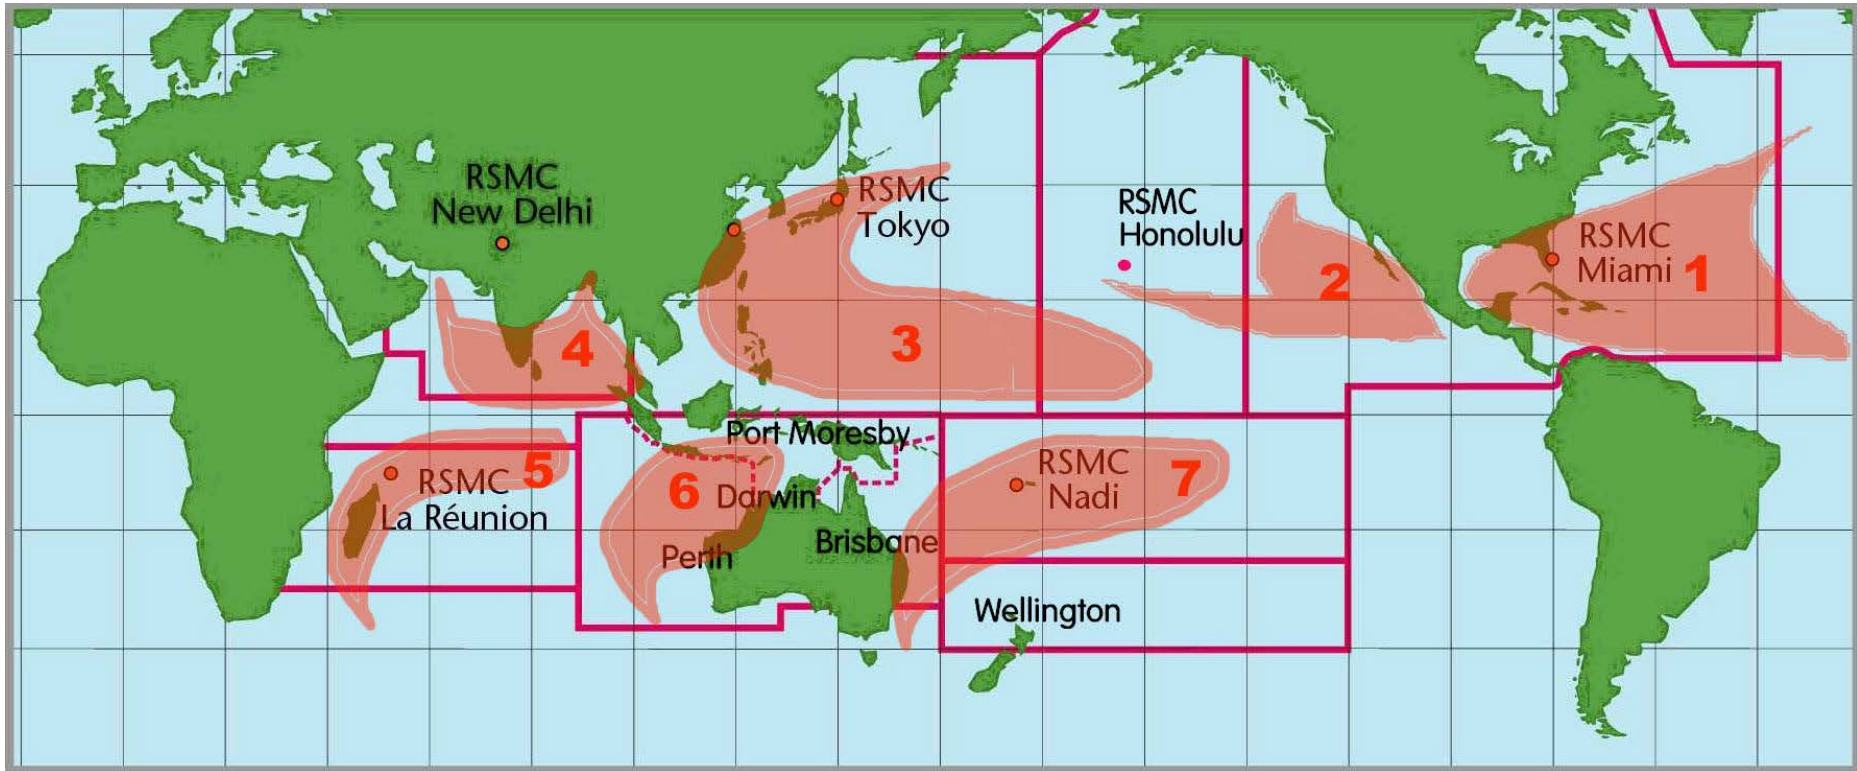 RSMC
New Delhi
RSMC
Tokyo
RSMC
Honolulu
RSMC
Miami
1
2
3
4
Port Moresby
5
RSMC
La Réunion
6
Darwin
Perth
Brisbane
RSMC
Nadi
7
Wellington